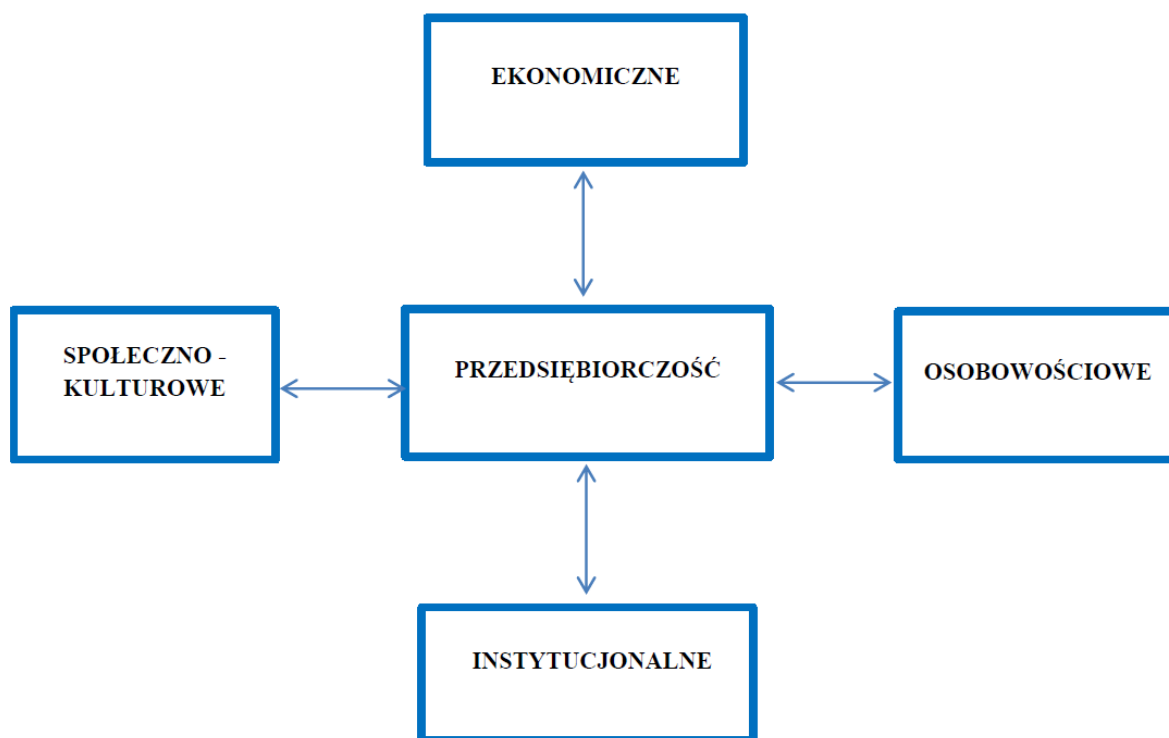 EKONOMICZNE
SPOŁECZNO -
KULTUROWE
PRZEDSIĘBIORCZOŚĆ
OSOBOWOŚCIOWE
INSTYTUCJONALNE